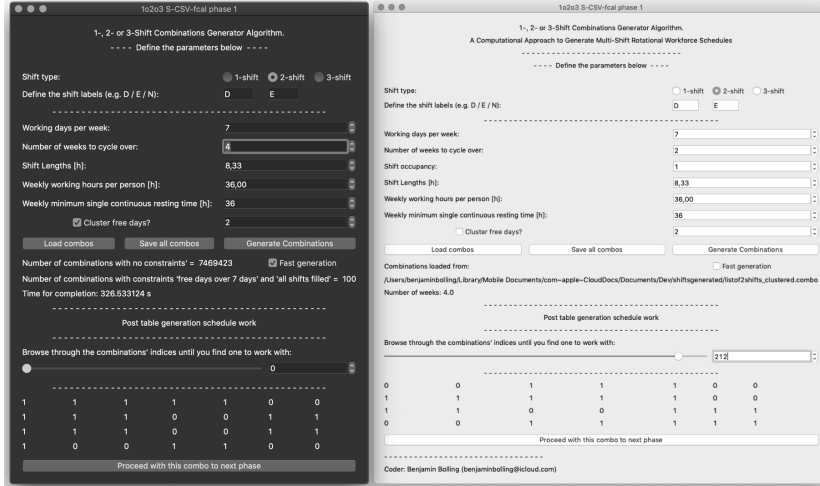 1o2o3 S-CSV-fcal phase 1
1-, 2- or 3-Shift Combinations Generator Algorithm.
- - - - Define the parameters below - - - -
Shift type:
1-shift 2-shift 3-shift
Define the shift labels (e.g. D / E / N):
D E
Working days per week:
7
Number of weeks to cycle over:
4
Shift Lengths [h]:
8,33
Weekly working hours per person [h]:
36,00
Weekly minimum single continuous resting time [h]:
36
Cluster free days?
2
Load combos Save all combos Generate Combinations
Number of combinations with no constraints' = 7469423
Fast generation
Number of combinations with constraints 'free days over 7 days' and 'all shifts filled' = 100
Time for completion: 326.533124 s
Post table generation schedule work
Browse through the combinations' indices until you find one to work with:
0
1 1 1 1 1 0 0
1 1 1 0 0 1 1
1 1 0 0 0 1 1
1 0 0 1 1 0 0
Proceed with this combo to next phase
1o2o3 S-CSV-fcal phase 1
1-, 2- or 3-Shift Combinations Generator Algorithm.
A Computational Approach to Generate Multi-Shift Rotational Workforce Schedules
- - - - Define the parameters below - - - -
Shift type:
1-shift 2-shift 3-shift
Define the shift labels (e.g. D / E / N):
D E
Working days per week:
7
Number of weeks to cycle over:
2
Shift occupancy:
1
Shift Lengths [h]:
8,33
Weekly working hours per person [h]:
36,00
Weekly minimum single continuous resting time [h]:
36
Cluster free days?
2
Load combos Save all combos Generate Combinations
Combinations loaded from:
Fast generation
/Users/benjaminbolling/Library/Mobile Documents/com~apple~CloudDocs/Documents/Dev/shiftsgenerated/listof2shifts_clustered.combo
Number of weeks: 4.0
Post table generation schedule work
Browse through the combinations' indices until you find one to work with:
212
0 0 1 1 1 0 0
1 1 1 1 1 0 0
1 1 0 0 1 1 1
0 0 1 1 1 1 1
Proceed with this combo to next phase
Coder: Benjamin Bolling (benjaminbolling@icloud.com)